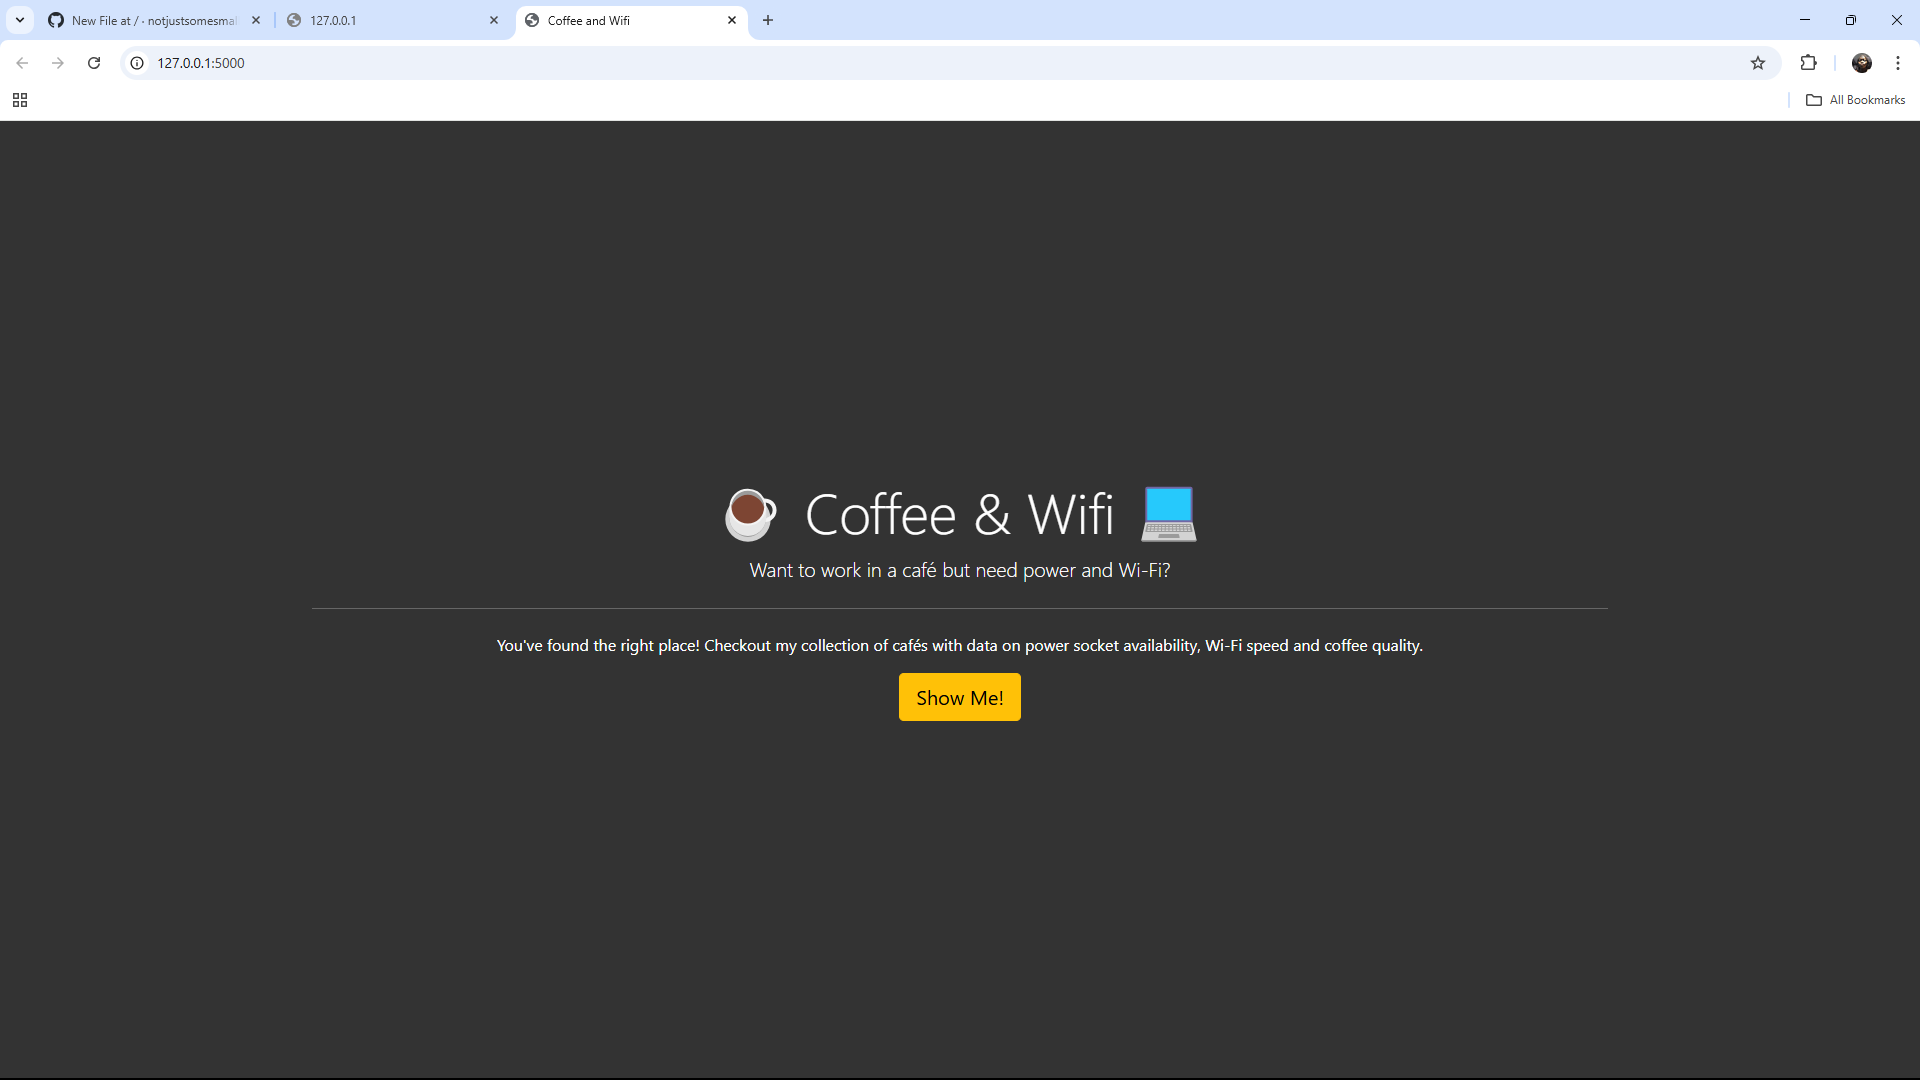 New File at / · notjustsomesmal
127.0.0.1
Coffee and Wifi
127.0.0.1:5000
All Bookmarks
Coffee & Wifi
Want to work in a café but need power and Wi-Fi?
You've found the right place! Checkout my collection of cafés with data on power socket availability, Wi-Fi speed and coffee quality.
Show Me!